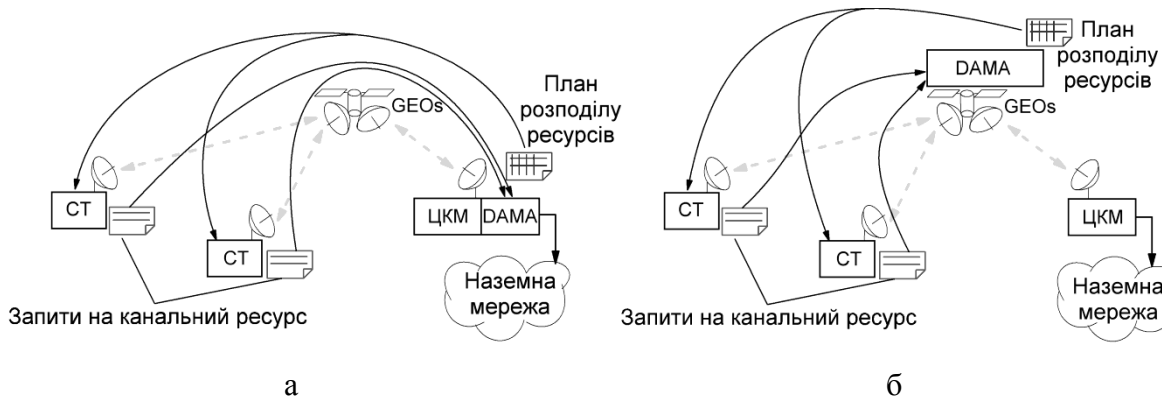 GEOs
План
розподілу
ресурсів
СТ
ЦКМ
DAMA
СТ
Наземна
мережа
Запити на канальний ресурс
а
План
розподілу
ресурсів
DAMA
GEOs
СТ
ЦКМ
СТ
Наземна
мережа
Запити на канальний ресурс
б